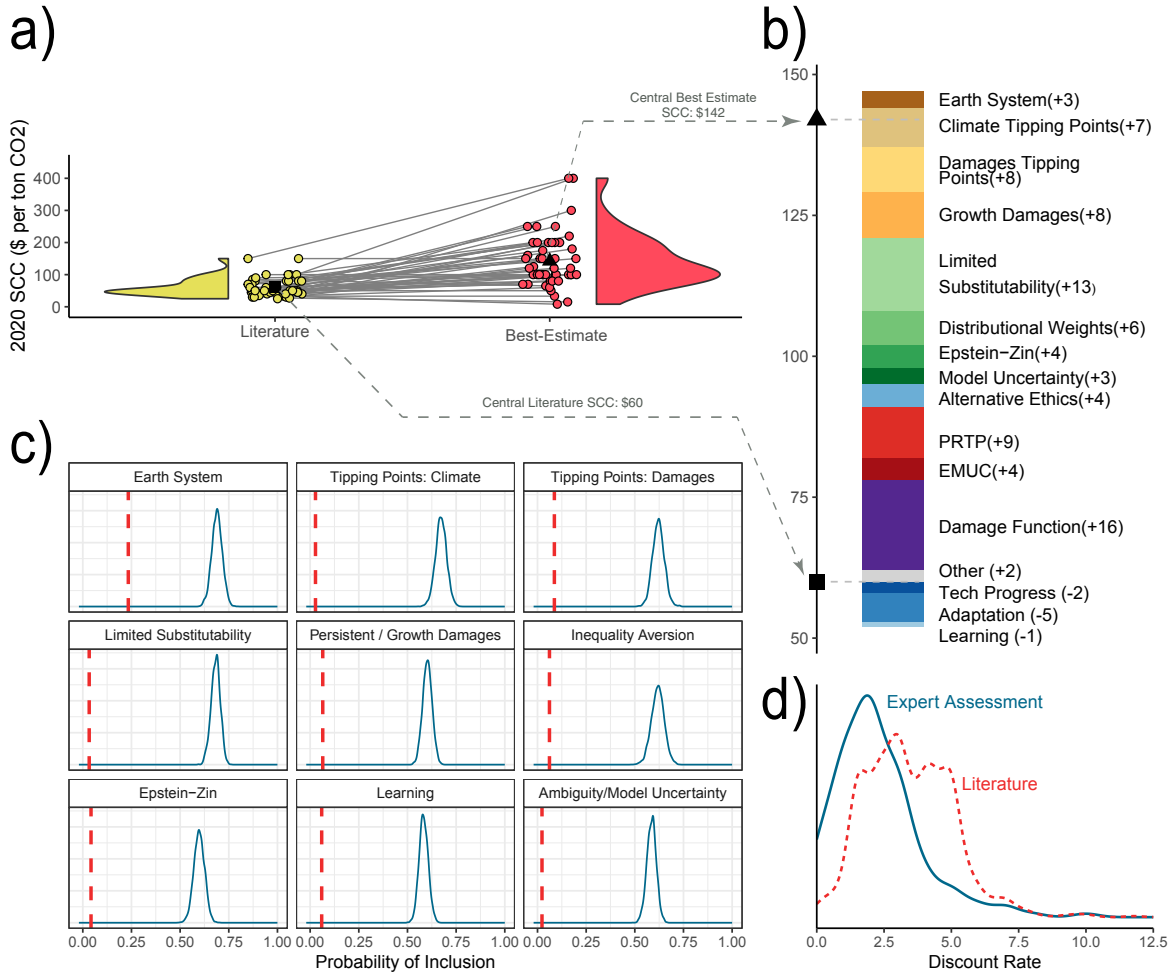 a)
2020 SCC ($ per ton CO2)
400
300
200
100
0
Literature
Best-Estimate
Central Best Estimate
SCC: $142
Central Literature SCC: $60
b)
150
125
100
75
50
Earth System(+3)
Climate Tipping Points(+7)
Damages Tipping
Points(+8)
Growth Damages(+8)
Limited
Substitutability(+13)
Distributional Weights(+6)
Epstein−Zin(+4)
Model Uncertainty(+3)
Alternative Ethics(+4)
PRTP(+9)
EMUC(+4)
Damage Function(+16)
Other (+2)
Tech Progress (-2)
Adaptation (-5)
Learning (-1)
c)
Earth System
Tipping Points: Climate
Tipping Points: Damages
Limited Substitutability
Persistent / Growth Damages
Inequality Aversion
Epstein−Zin
Learning
Ambiguity/Model Uncertainty
0.00 0.25 0.50 0.75 1.00
0.00 0.25 0.50 0.75 1.00
0.00 0.25 0.50 0.75 1.00
Probability of Inclusion
d)
Expert Assessment
Literature
0.0 2.5 5.0 7.5 10.0 12.5
Discount Rate